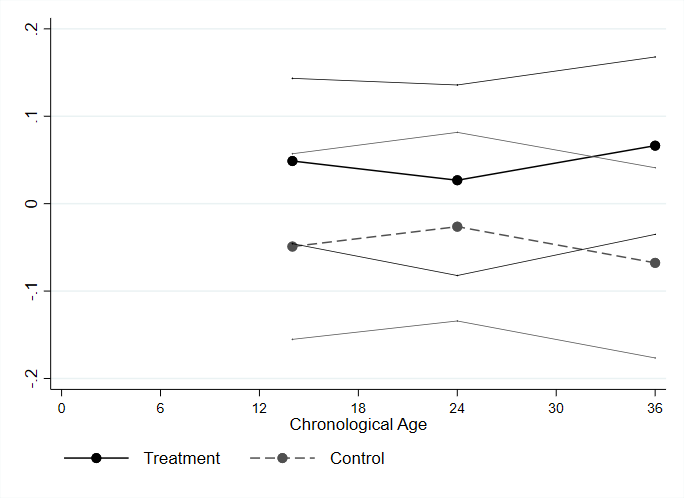 .2
.1
0
-.1
-.2
0 6 12 18 24 30 36
Chronological Age
Treatment Control